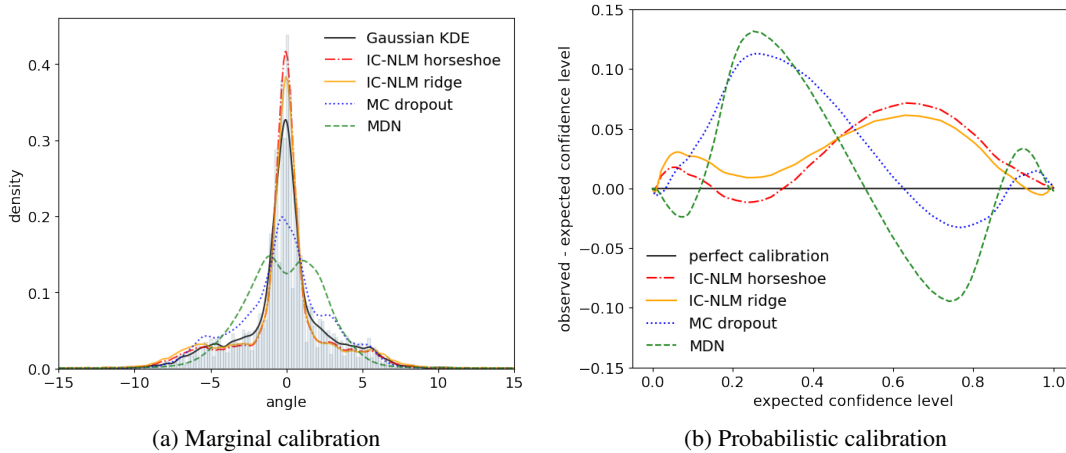 0.4
0.3
0.2
0.1
0.0
density
−15
−10
−5
0
5
10
15
angle
Gaussian KDE
IC-NLM horseshoe
IC-NLM ridge
MC dropout
MDN
(a) Marginal calibration
0.15
0.10
0.05
0.00
−0.05
−0.10
−0.15
observed - expected confidence level
perfect calibration
IC-NLM horseshoe
IC-NLM ridge
MC dropout
MDN
0.0
0.2
0.4
0.6
0.8
1.0
expected confidence level
(b) Probabilistic calibration